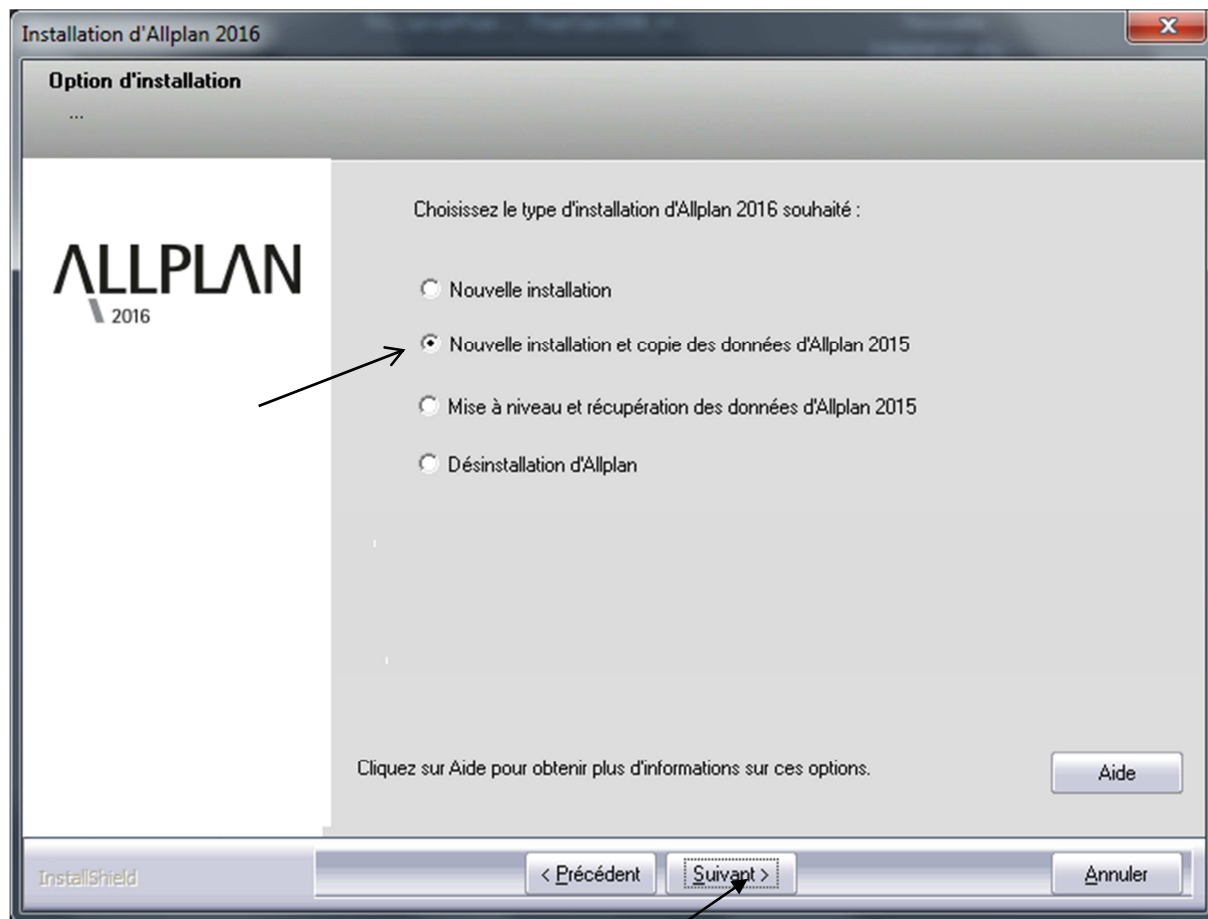 Installation d'Allplan 2016
Option d'installation
...
Choisissez le type d'installation d'Allplan 2016 souhaité :
ALLPLAN
2016
Nouvelle installation
Nouvelle installation et copie des données d'Allplan 2015
Mise à niveau et récupération des données d'Allplan 2015
Désinstallation d'Allplan
Cliquez sur Aide pour obtenir plus d'informations sur ces options.
Aide
InstallShield
< Précédent
Suivant >
Annuler